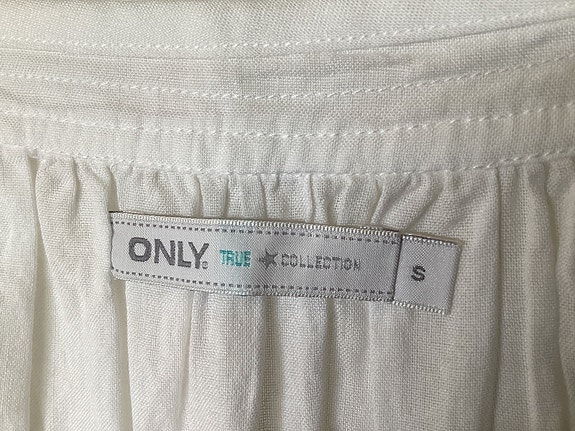 ONLY. TRUE ★ COLLECTION S